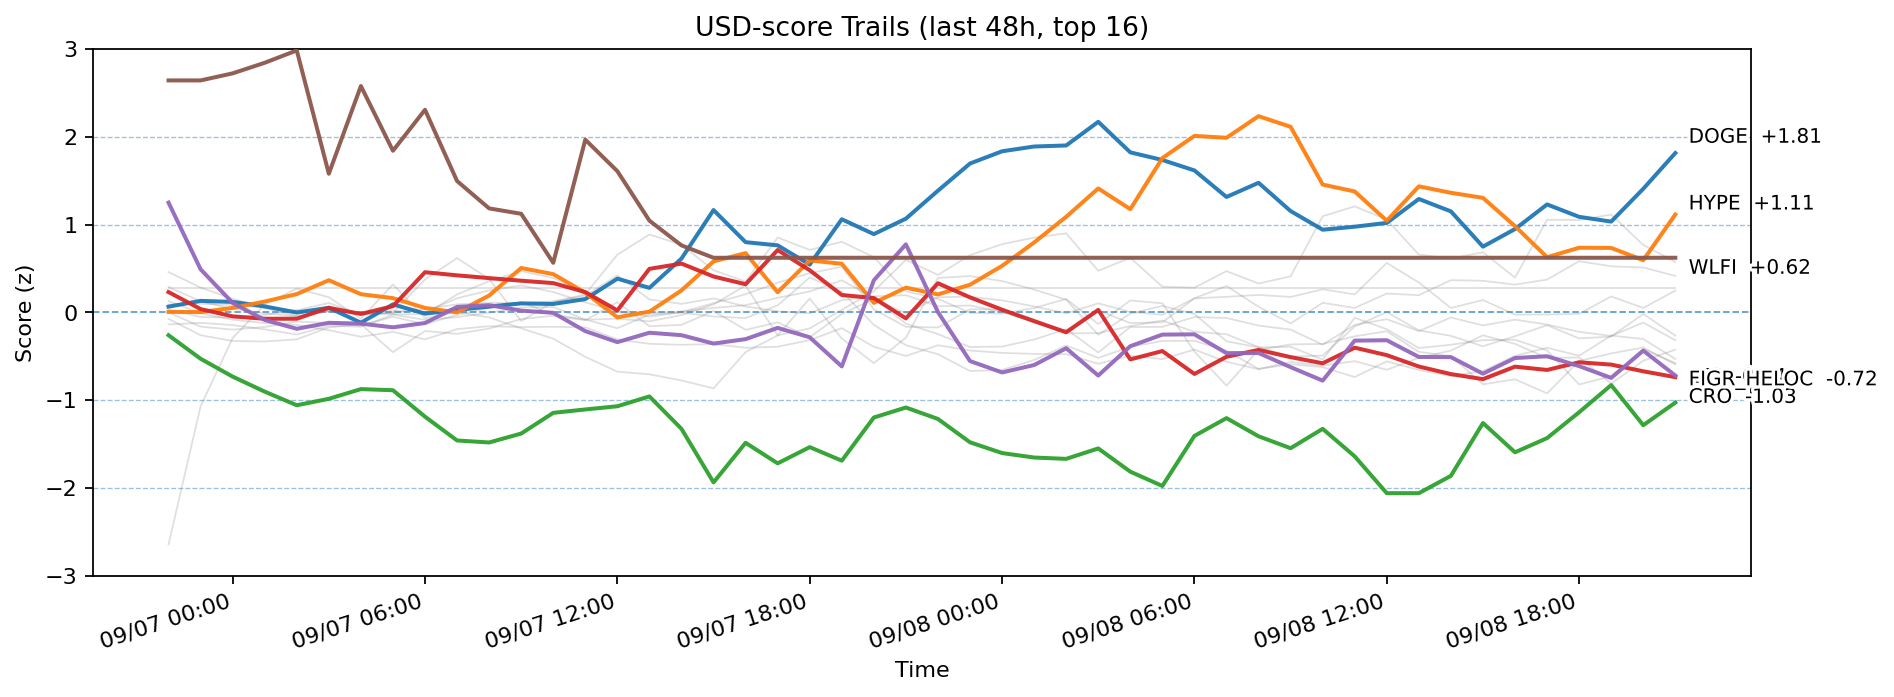 USD-score Trails (last 48h, top 16)
Score (z)
3
2
1
0
−1
−2
−3
DOGE +1.81
HYPE +1.11
WLFI +0.62
FIGR-HELOC -0.72
CRO -1.03
09/07 00:00
09/07 06:00
09/07 12:00
09/07 18:00
09/08 00:00
09/08 06:00
09/08 12:00
09/08 18:00
Time